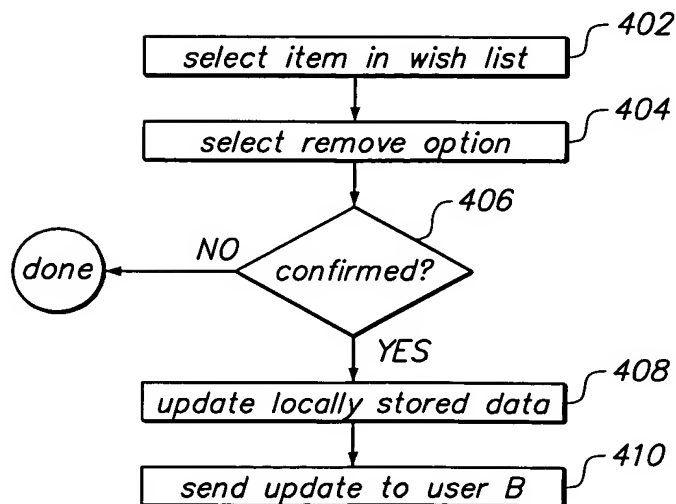 402
select item in wish list
404
select remove option
406
NO
done
confirmed?
YES
408
update locally stored data
410
send update to user B